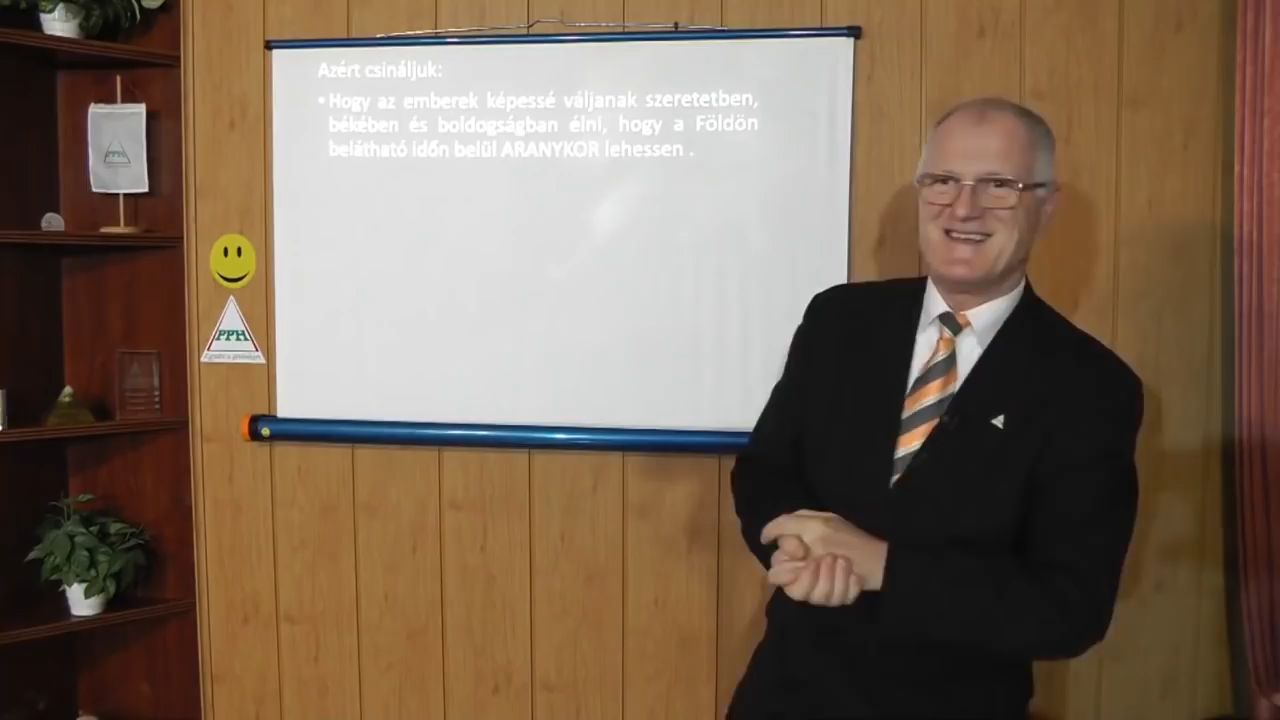 Azért csináljuk:
• Hogy az emberek képessé váljanak szeretetben,
békében és boldogságban élni, hogy a Földön
belátható időn belül ARANYKOR lehessen .
PPH